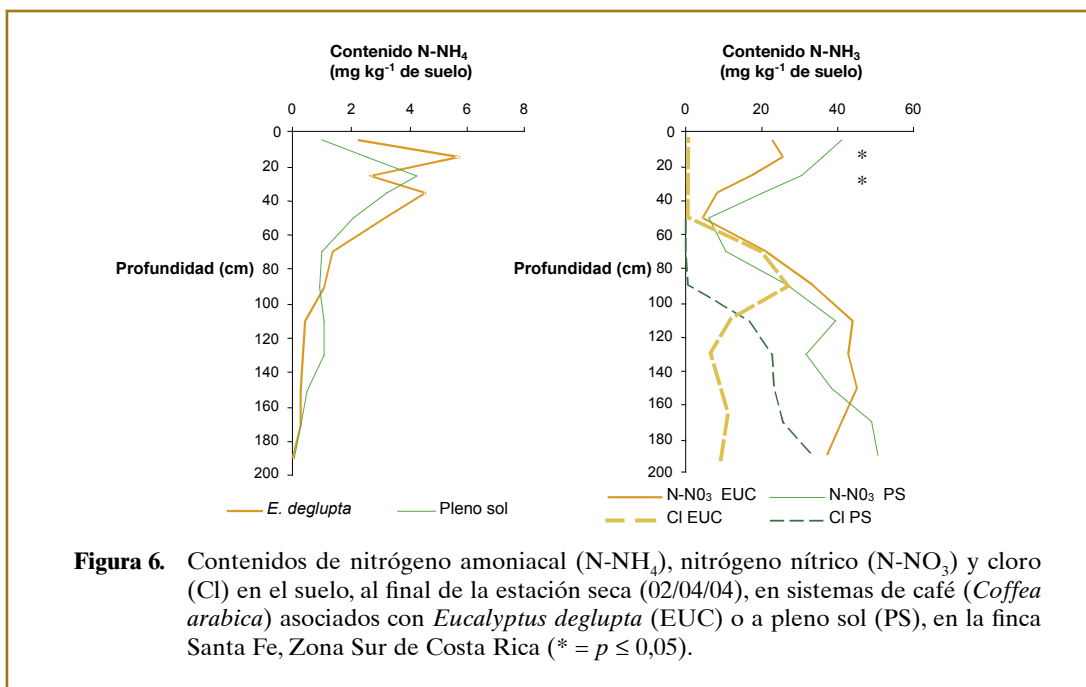 Contenido N-NH₄
(mg kg⁻¹ de suelo)
0 2 4 6 8
0
20
40
60
80
100
120
140
160
180
200
Profundidad (cm)
E. deglupta Pleno sol
Contenido N-NH₃
(mg kg⁻¹ de suelo)
0 20 40 60
0
20
40
60
80
100
120
140
160
180
200
Profundidad (cm)
*
*
N-N0₃ EUC N-N0₃ PS
Cl EUC Cl PS
Figura 6. Contenidos de nitrógeno amoniacal (N-NH₄), nitrógeno nítrico (N-NO₃) y cloro
(Cl) en el suelo, al final de la estación seca (02/04/04), en sistemas de café (Coffea
arabica) asociados con Eucalyptus deglupta (EUC) o a pleno sol (PS), en la finca
Santa Fe, Zona Sur de Costa Rica (* = p ≤ 0,05).